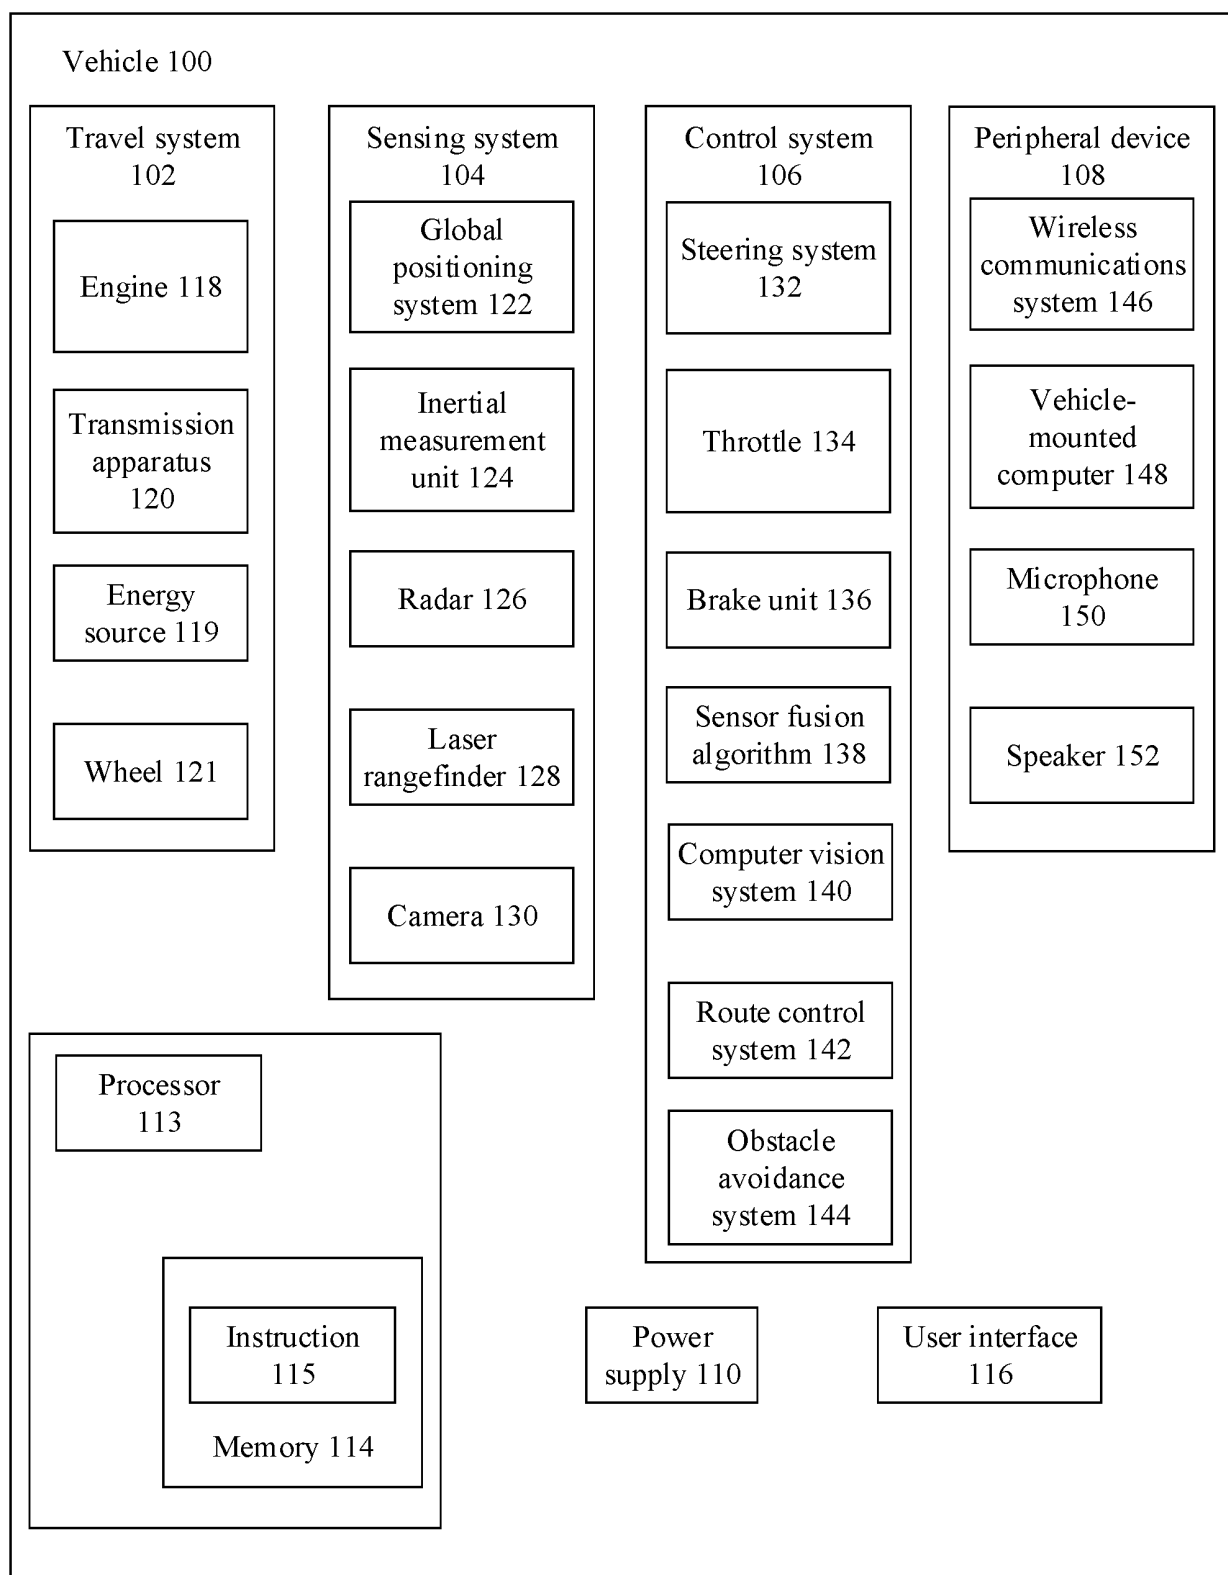 Vehicle 100
Travel system
102
Engine 118
Transmission
apparatus
120
Energy
source 119
Wheel 121
Sensing system
104
Global
positioning
system 122
Inertial
measurement
unit 124
Radar 126
Laser
rangefinder 128
Camera 130
Control system
106
Steering system
132
Throttle 134
Brake unit 136
Sensor fusion
algorithm 138
Computer vision
system 140
Route control
system 142
Obstacle
avoidance
system 144
Peripheral device
108
Wireless
communications
system 146
Vehicle-
mounted
computer 148
Microphone
150
Speaker 152
Processor
113
Instruction
115
Memory 114
Power
supply 110
User interface
116